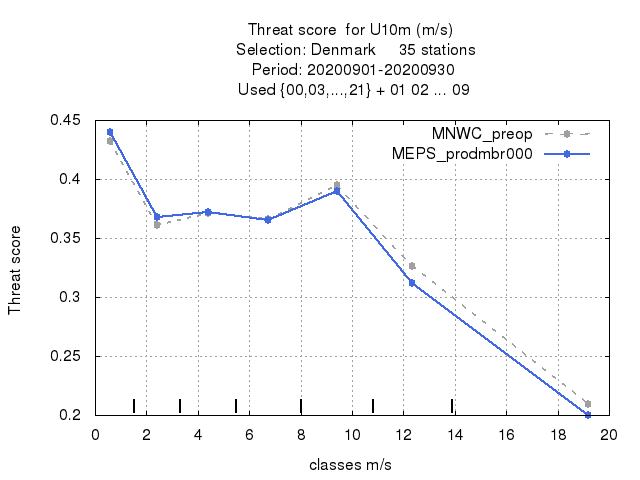 Threat score  for U10m (m/s)
Selection: Denmark     35 stations
Period: 20200901-20200930
Used {00,03,...,21} + 01 02 ... 09
MNWC_preop
MEPS_prodmbr000
0.45
0.4
0.35
0.3
0.25
0.2
Threat score
0 2 4 6 8 10 12 14 16 18 20
classes m/s